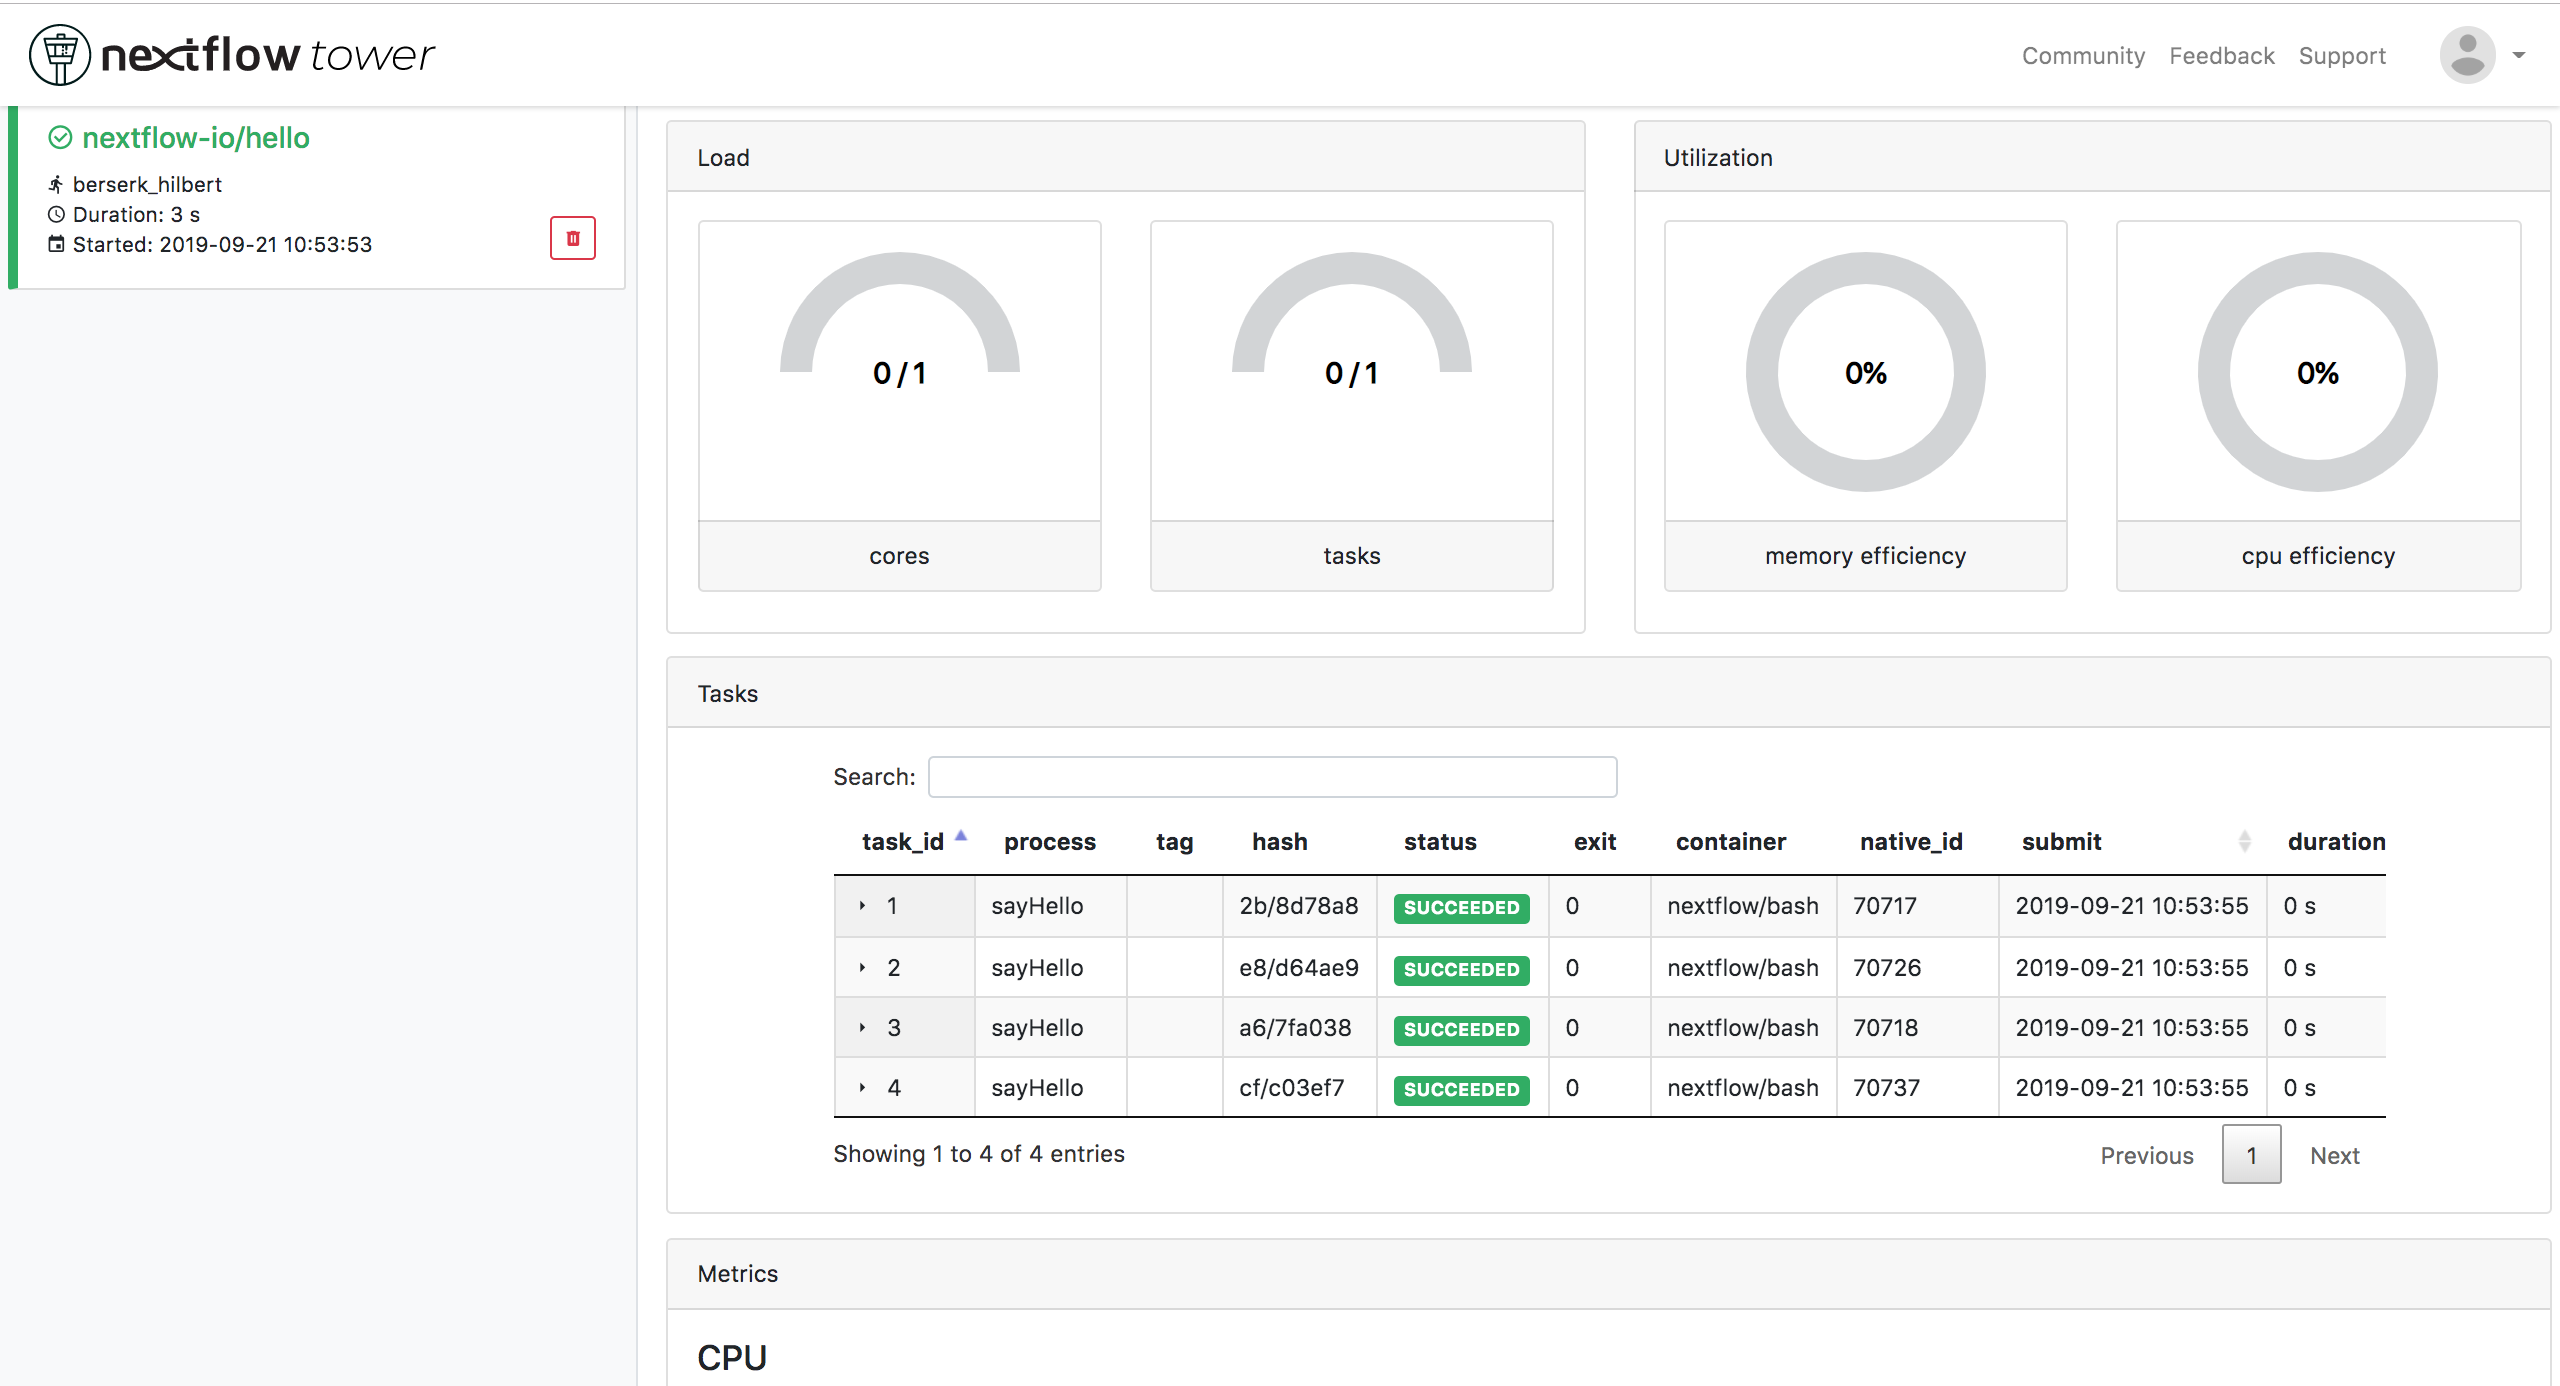 nextflow tower
Community Feedback Support
nextflow-io/hello
berserk_hilbert
Duration: 3 s
Started: 2019-09-21 10:53:53
Load
0 / 1
cores
0 / 1
tasks
Utilization
0%
memory efficiency
0%
cpu efficiency
Tasks
Search:
task_id process tag hash status exit container native_id submit duration
1 sayHello 2b/8d78a8 SUCCEEDED 0 nextflow/bash 70717 2019-09-21 10:53:55 0 s
2 sayHello e8/d64ae9 SUCCEEDED 0 nextflow/bash 70726 2019-09-21 10:53:55 0 s
3 sayHello a6/7fa038 SUCCEEDED 0 nextflow/bash 70718 2019-09-21 10:53:55 0 s
4 sayHello cf/c03ef7 SUCCEEDED 0 nextflow/bash 70737 2019-09-21 10:53:55 0 s
Showing 1 to 4 of 4 entries
Previous 1 Next
Metrics
CPU